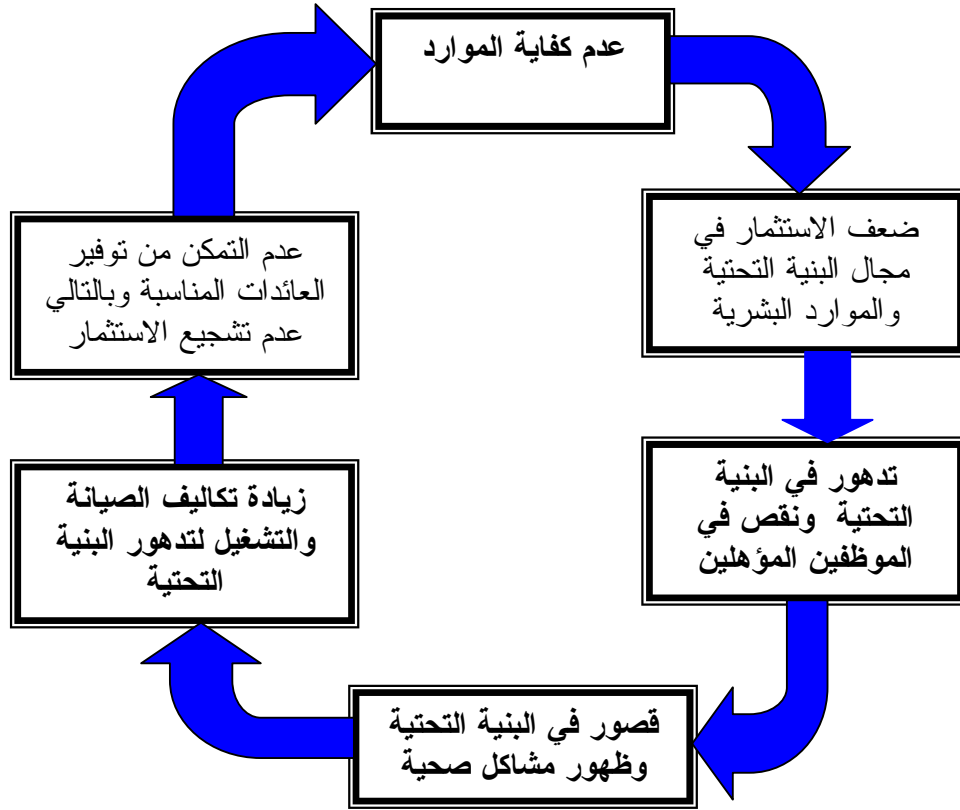 عدم كفاية الموارد
ضعف الاستثمار في
مجال البنية التحتية
والموارد البشرية
تدهور في البنية
التحتية ونقص في
الموظفين المؤهلين
قصور في البنية التحتية
وظهور مشاكل صحية
زيادة تكاليف الصيانة
والتشغيل لتدهور البنية
التحتية
عدم التمكن من توفير
العائدات المناسبة وبالتالي
عدم تشجيع الاستثمار